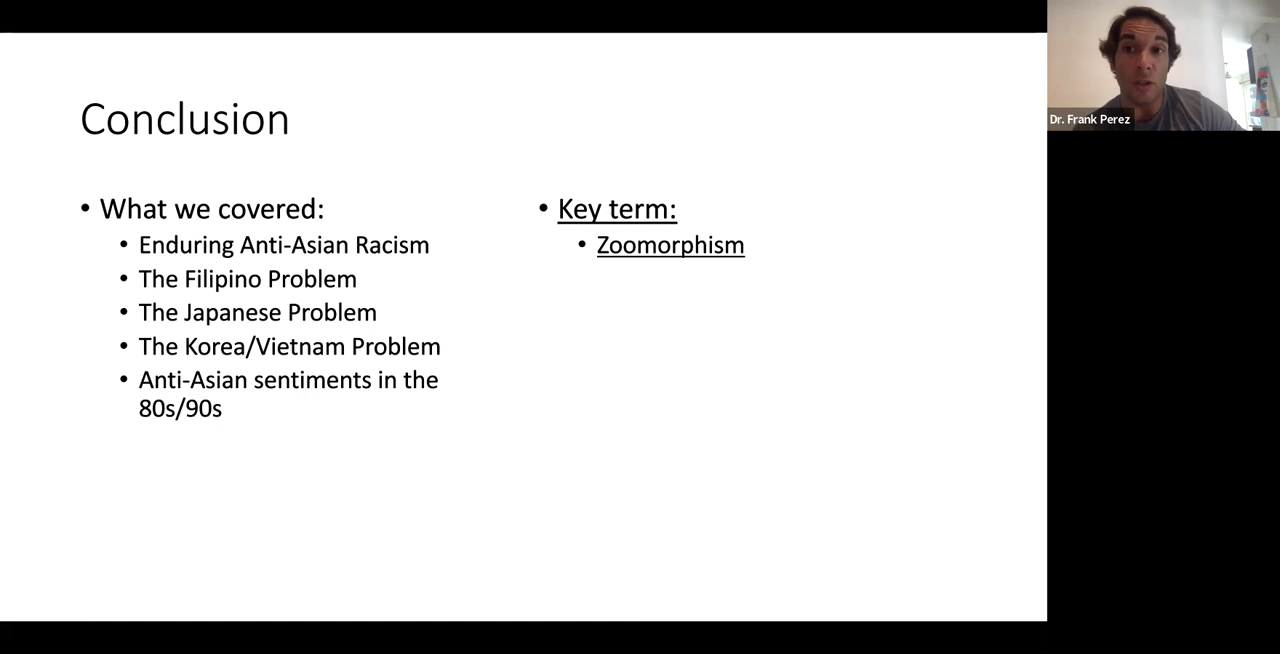 Conclusion
• What we covered:
• Enduring Anti-Asian Racism
• The Filipino Problem
• The Japanese Problem
• The Korea/Vietnam Problem
• Anti-Asian sentiments in the
80s/90s
• Key term:
• Zoomorphism
Dr. Frank Perez